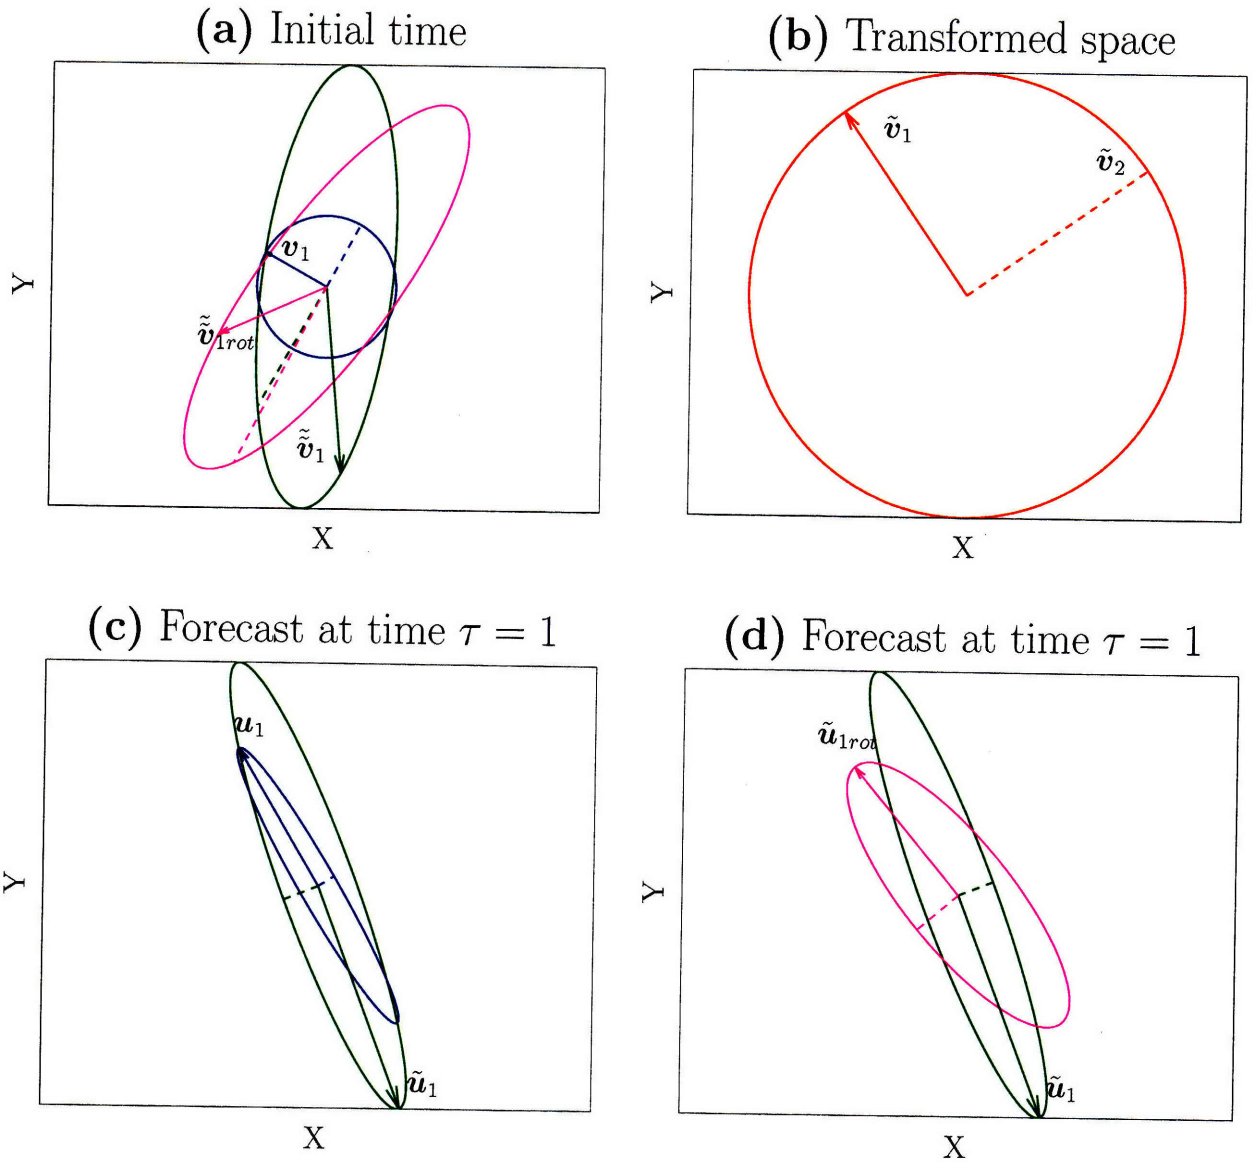 (a) Initial time
(b) Transformed space
Y
v₁
ṽ̃₁rot
ṽ̃₁
X
Y
ṽ₁
ṽ₂
X
(c) Forecast at time τ = 1
(d) Forecast at time τ = 1
Y
u₁
ũ₁
X
Y
ũ₁rot
ũ₁
X